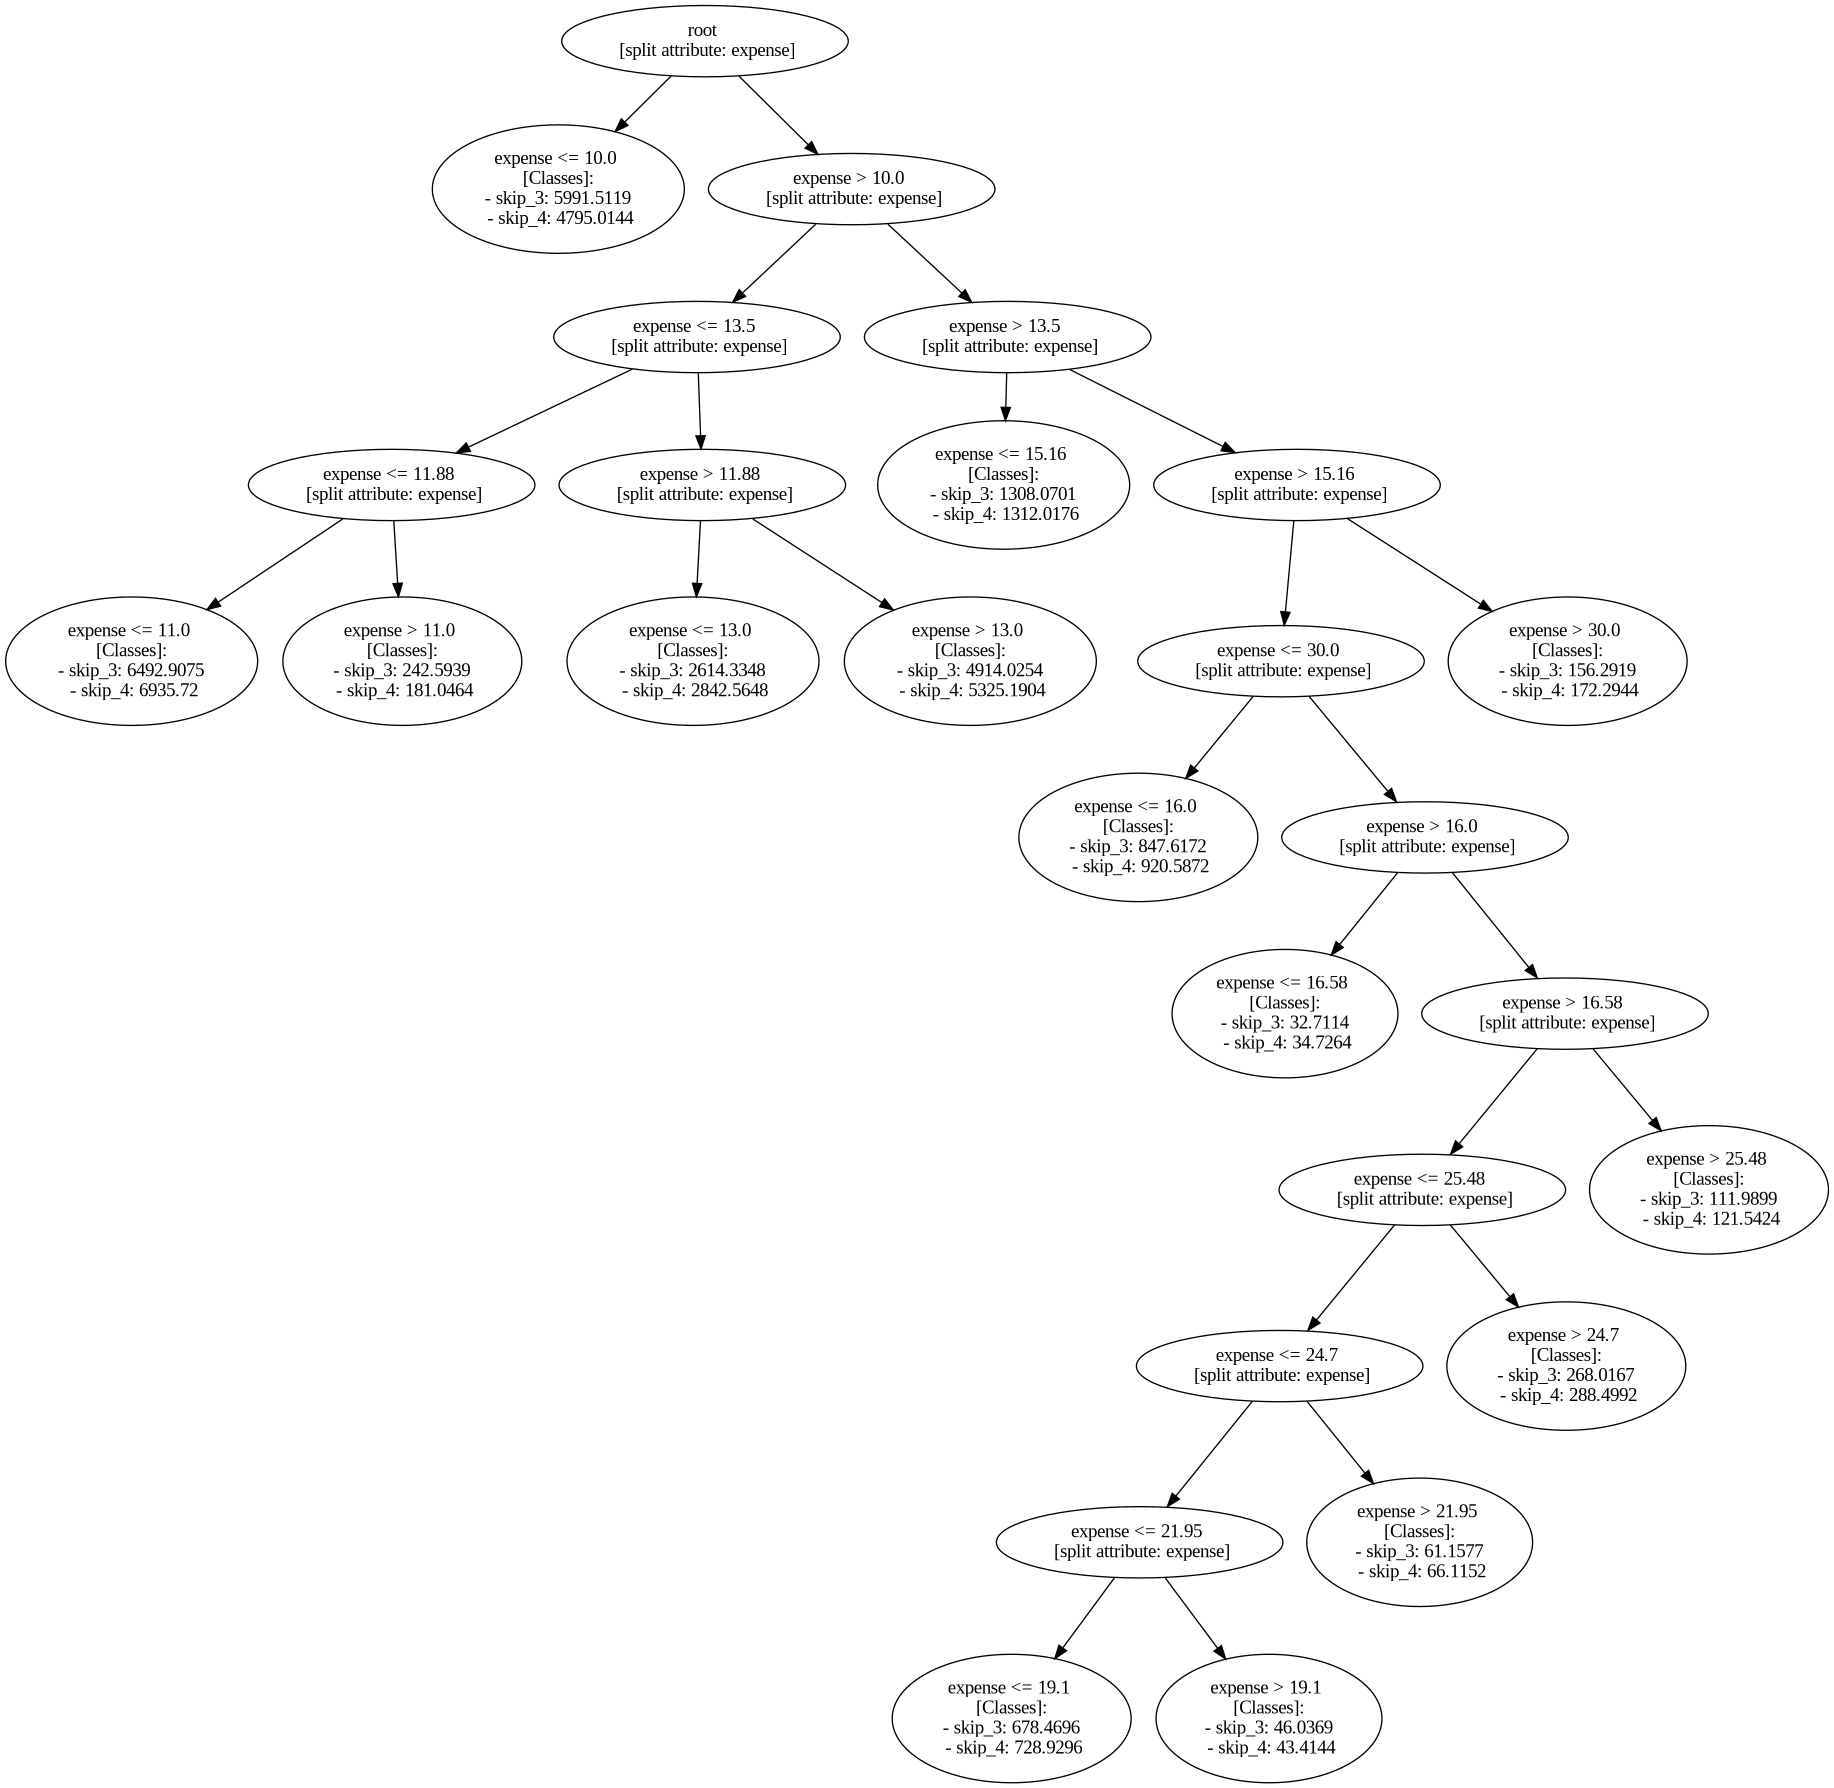 root
[split attribute: expense]
expense <= 10.0
[Classes]:
- skip_3: 5991.5119
- skip_4: 4795.0144
expense > 10.0
[split attribute: expense]
expense <= 13.5
[split attribute: expense]
expense > 13.5
[split attribute: expense]
expense <= 11.88
[split attribute: expense]
expense > 11.88
[split attribute: expense]
expense <= 15.16
[Classes]:
- skip_3: 1308.0701
- skip_4: 1312.0176
expense > 15.16
[split attribute: expense]
expense <= 11.0
[Classes]:
- skip_3: 6492.9075
- skip_4: 6935.72
expense > 11.0
[Classes]:
- skip_3: 242.5939
- skip_4: 181.0464
expense <= 13.0
[Classes]:
- skip_3: 2614.3348
- skip_4: 2842.5648
expense > 13.0
[Classes]:
- skip_3: 4914.0254
- skip_4: 5325.1904
expense <= 30.0
[split attribute: expense]
expense > 30.0
[Classes]:
- skip_3: 156.2919
- skip_4: 172.2944
expense <= 16.0
[Classes]:
- skip_3: 847.6172
- skip_4: 920.5872
expense > 16.0
[split attribute: expense]
expense <= 16.58
[Classes]:
- skip_3: 32.7114
- skip_4: 34.7264
expense > 16.58
[split attribute: expense]
expense <= 25.48
[split attribute: expense]
expense > 25.48
[Classes]:
- skip_3: 111.9899
- skip_4: 121.5424
expense <= 24.7
[split attribute: expense]
expense > 24.7
[Classes]:
- skip_3: 268.0167
- skip_4: 288.4992
expense <= 21.95
[split attribute: expense]
expense > 21.95
[Classes]:
- skip_3: 61.1577
- skip_4: 66.1152
expense <= 19.1
[Classes]:
- skip_3: 678.4696
- skip_4: 728.9296
expense > 19.1
[Classes]:
- skip_3: 46.0369
- skip_4: 43.4144